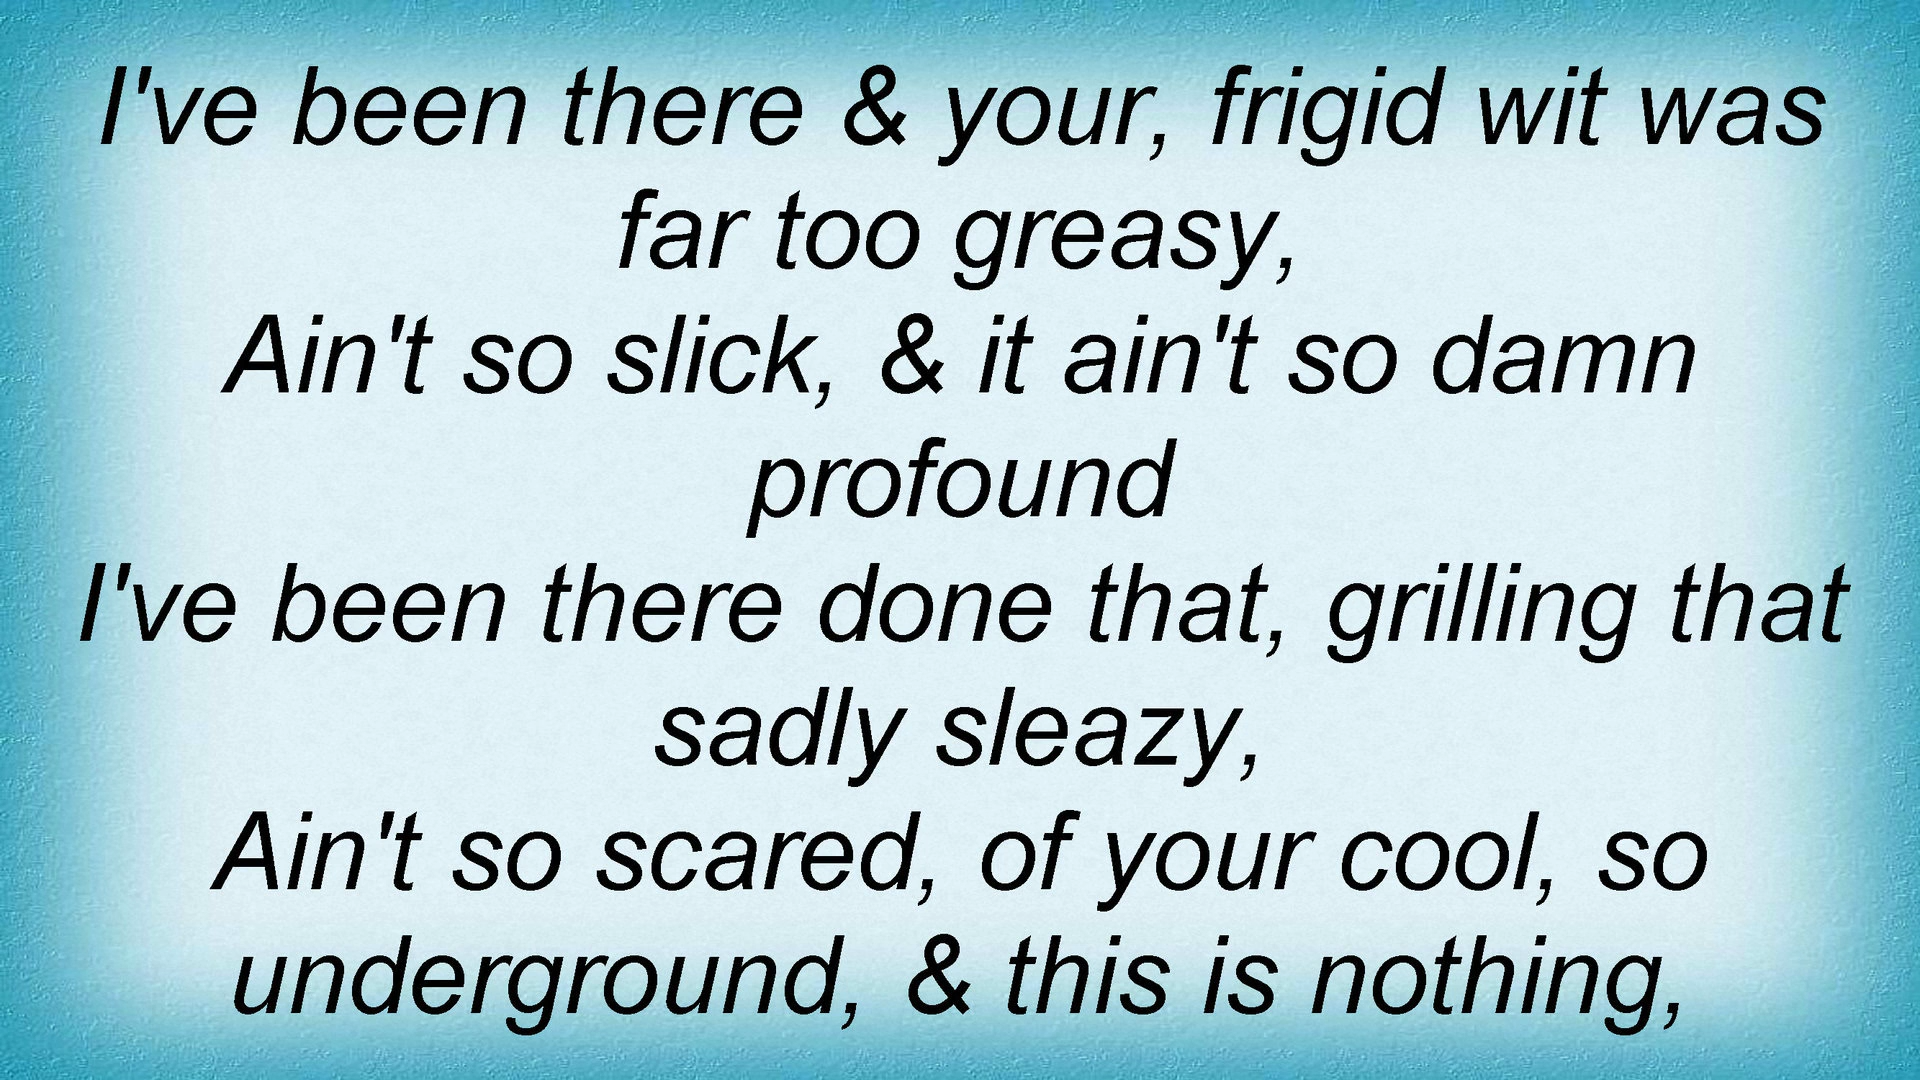 I've been there & your, frigid wit was
far too greasy,
Ain't so slick, & it ain't so damn
profound
I've been there done that, grilling that
sadly sleazy,
Ain't so scared, of your cool, so
underground, & this is nothing,